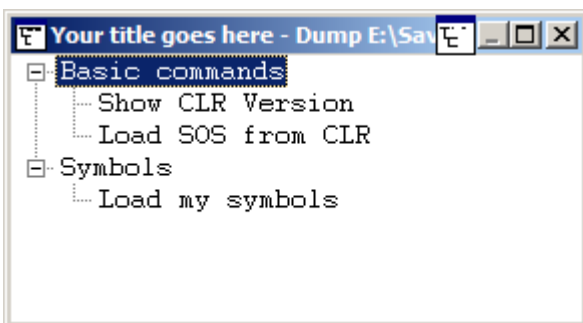 Your title goes here - Dump E:\Sav
Basic commands
Show CLR Version
Load SOS from CLR
Symbols
Load my symbols